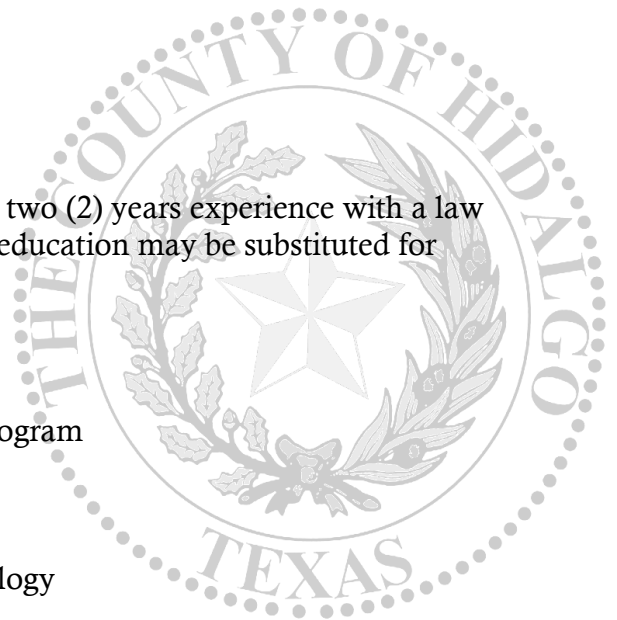 THE COUNTY OF HIDALGO
two (2) years experience with a law
education may be substituted for
ogram
TEXAS
logy